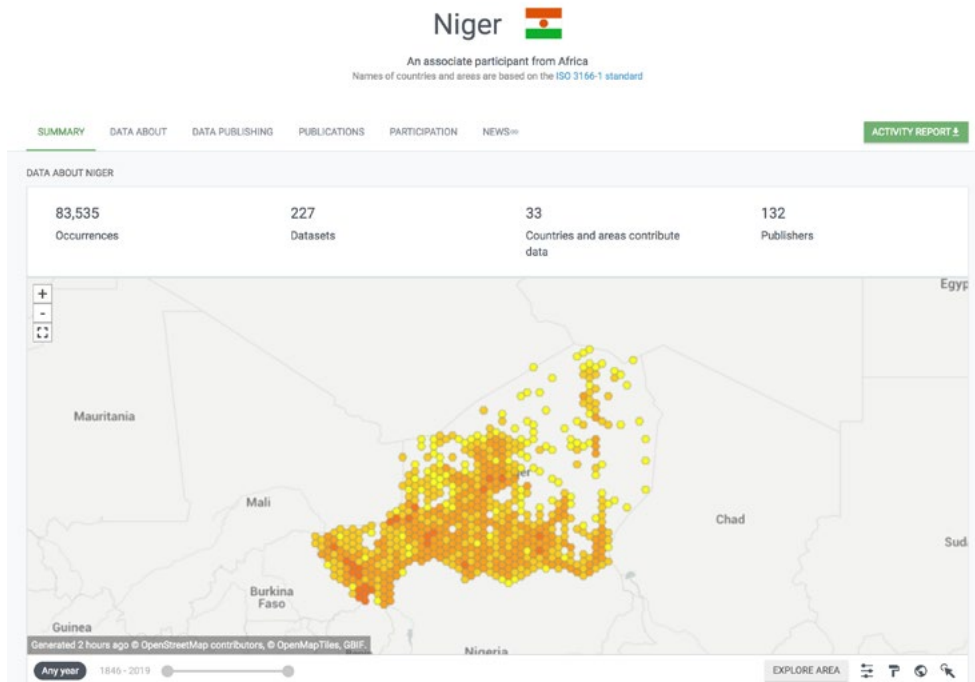 Niger
An associate participant from Africa
Names of countries and areas are based on the ISO 3166-1 standard
SUMMARY DATA ABOUT DATA PUBLISHING PUBLICATIONS PARTICIPATION NEWS ACTIVITY REPORT
DATA ABOUT NIGER
83,535 227 33 132
Occurrences Datasets Countries and areas contribute Publishers
data
+
-
Egyp
Mauritania
er
Mali
Chad
Sud
Burkina
Faso
Guinea
Generated 2 hours ago © OpenStreetMap contributors, © OpenMapTiles, GBIF.
Nigeria
Any year 1846 - 2019 EXPLORE AREA